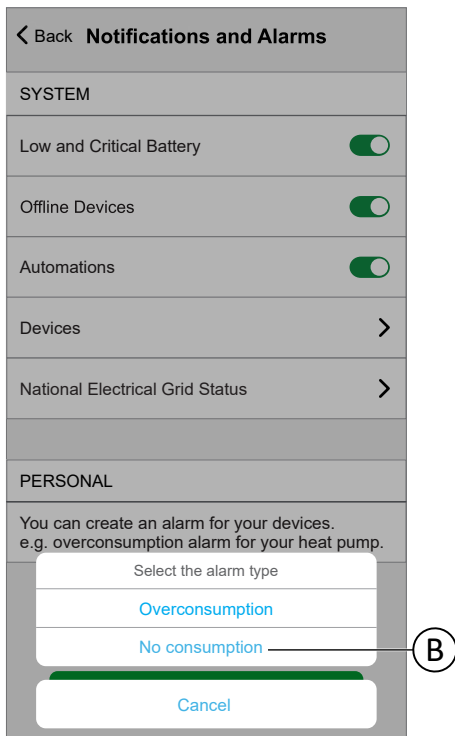 Back Notifications and Alarms
SYSTEM
Low and Critical Battery
Offline Devices
Automations
Devices
National Electrical Grid Status
PERSONAL
You can create an alarm for your devices.
e.g. overconsumption alarm for your heat pump.
Select the alarm type
Overconsumption
No consumption
B
Cancel